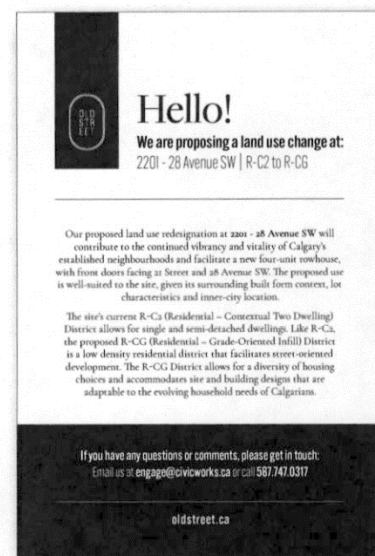 OLD
STR
EET
Hello!
We are proposing a land use change at:
2201 - 28 Avenue SW | R-C2 to R-CG
Our proposed land use redesignation at 2201 - 28 Avenue SW will
contribute to the continued vibrancy and vitality of Calgary's
established neighbourhoods and facilitate a new four-unit rowhouse,
with front doors facing 21 Street and 28 Avenue SW. The proposed use
is well-suited to the site, given its surrounding built form context, lot
characteristics and inner-city location.
The site's current R-C2 (Residential – Contextual Two Dwelling)
District allows for single and semi-detached dwellings. Like R-C2,
the proposed R-CG (Residential – Grade-Oriented Infill) District
is a low density residential district that facilitates street-oriented
development. The R-CG District allows for a diversity of housing
choices and accommodates site and building designs that are
adaptable to the evolving household needs of Calgarians.
If you have any questions or comments, please get in touch:
Email us at engage@civicworks.ca or call 587.747.0317
oldstreet.ca